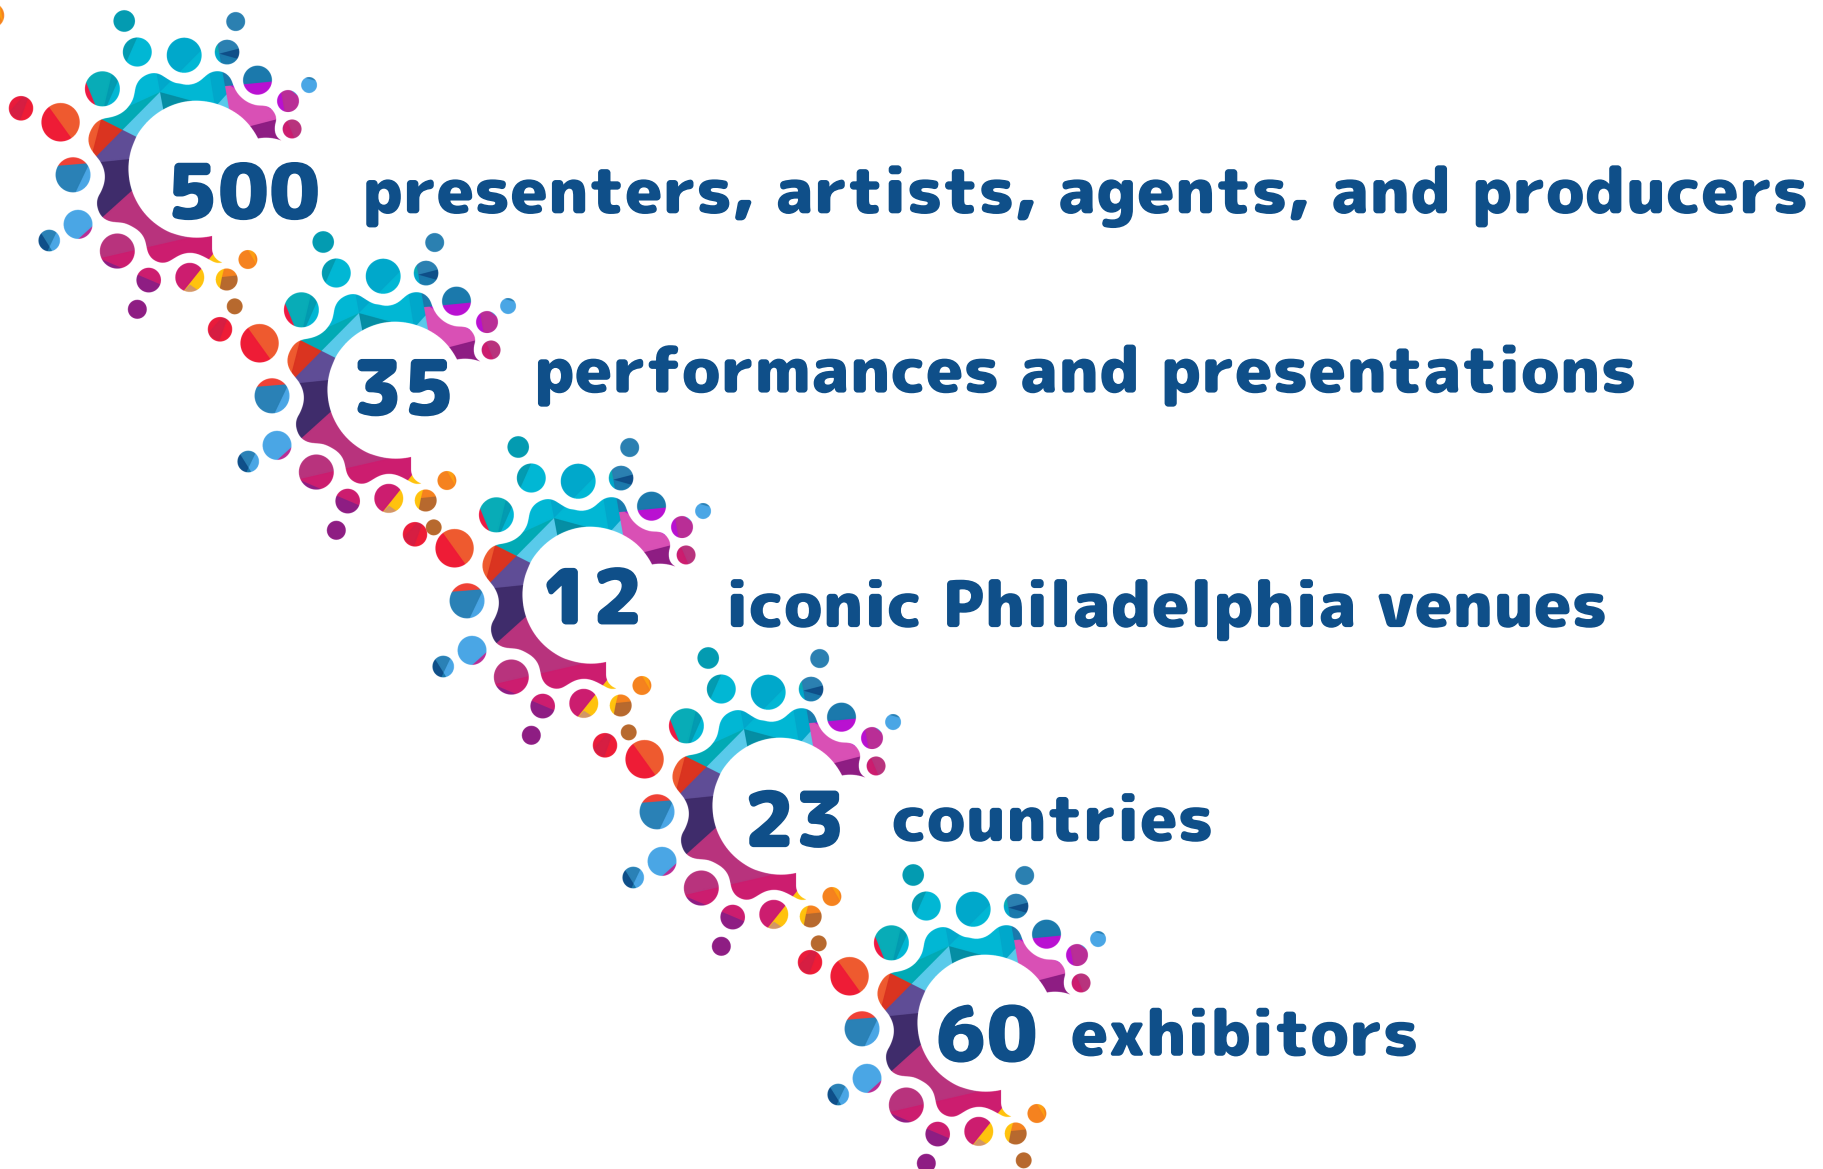 500 presenters, artists, agents, and producers
35 performances and presentations
12 iconic Philadelphia venues
23 countries
60 exhibitors